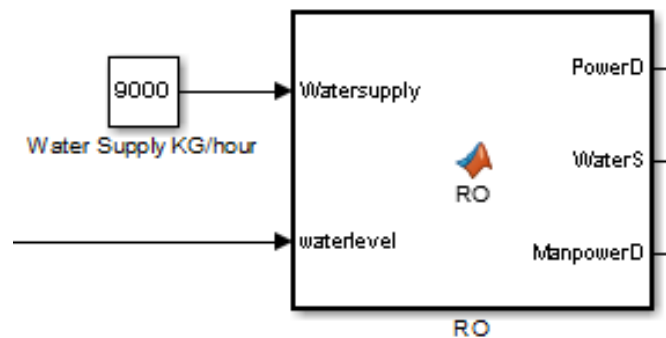 9000
Water Supply KG/hour
Watersupply
waterlevel
RO
PowerD
WaterS
ManpowerD
RO